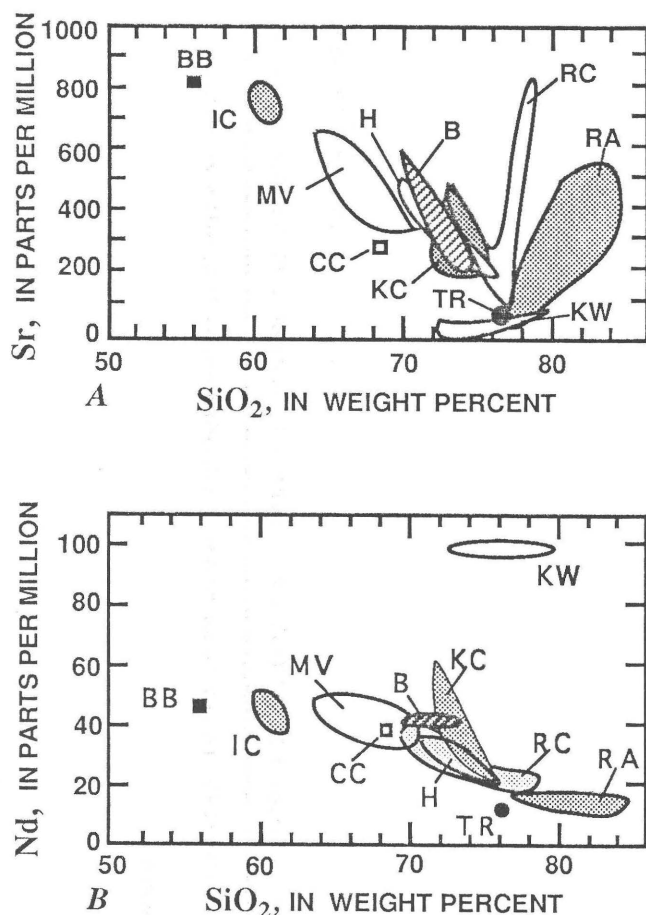 1000
800
600
400
200
0
Sr, IN PARTS PER MILLION
BB
IC
MV
H
B
CC
KC
TR
RC
RA
KW
50 60 70 80
A SiO₂, IN WEIGHT PERCENT
100
80
60
40
20
0
Nd, IN PARTS PER MILLION
KW
MV
KC
B
BB
IC
CC
H
RC
RA
TR
50 60 70 80
B SiO₂, IN WEIGHT PERCENT